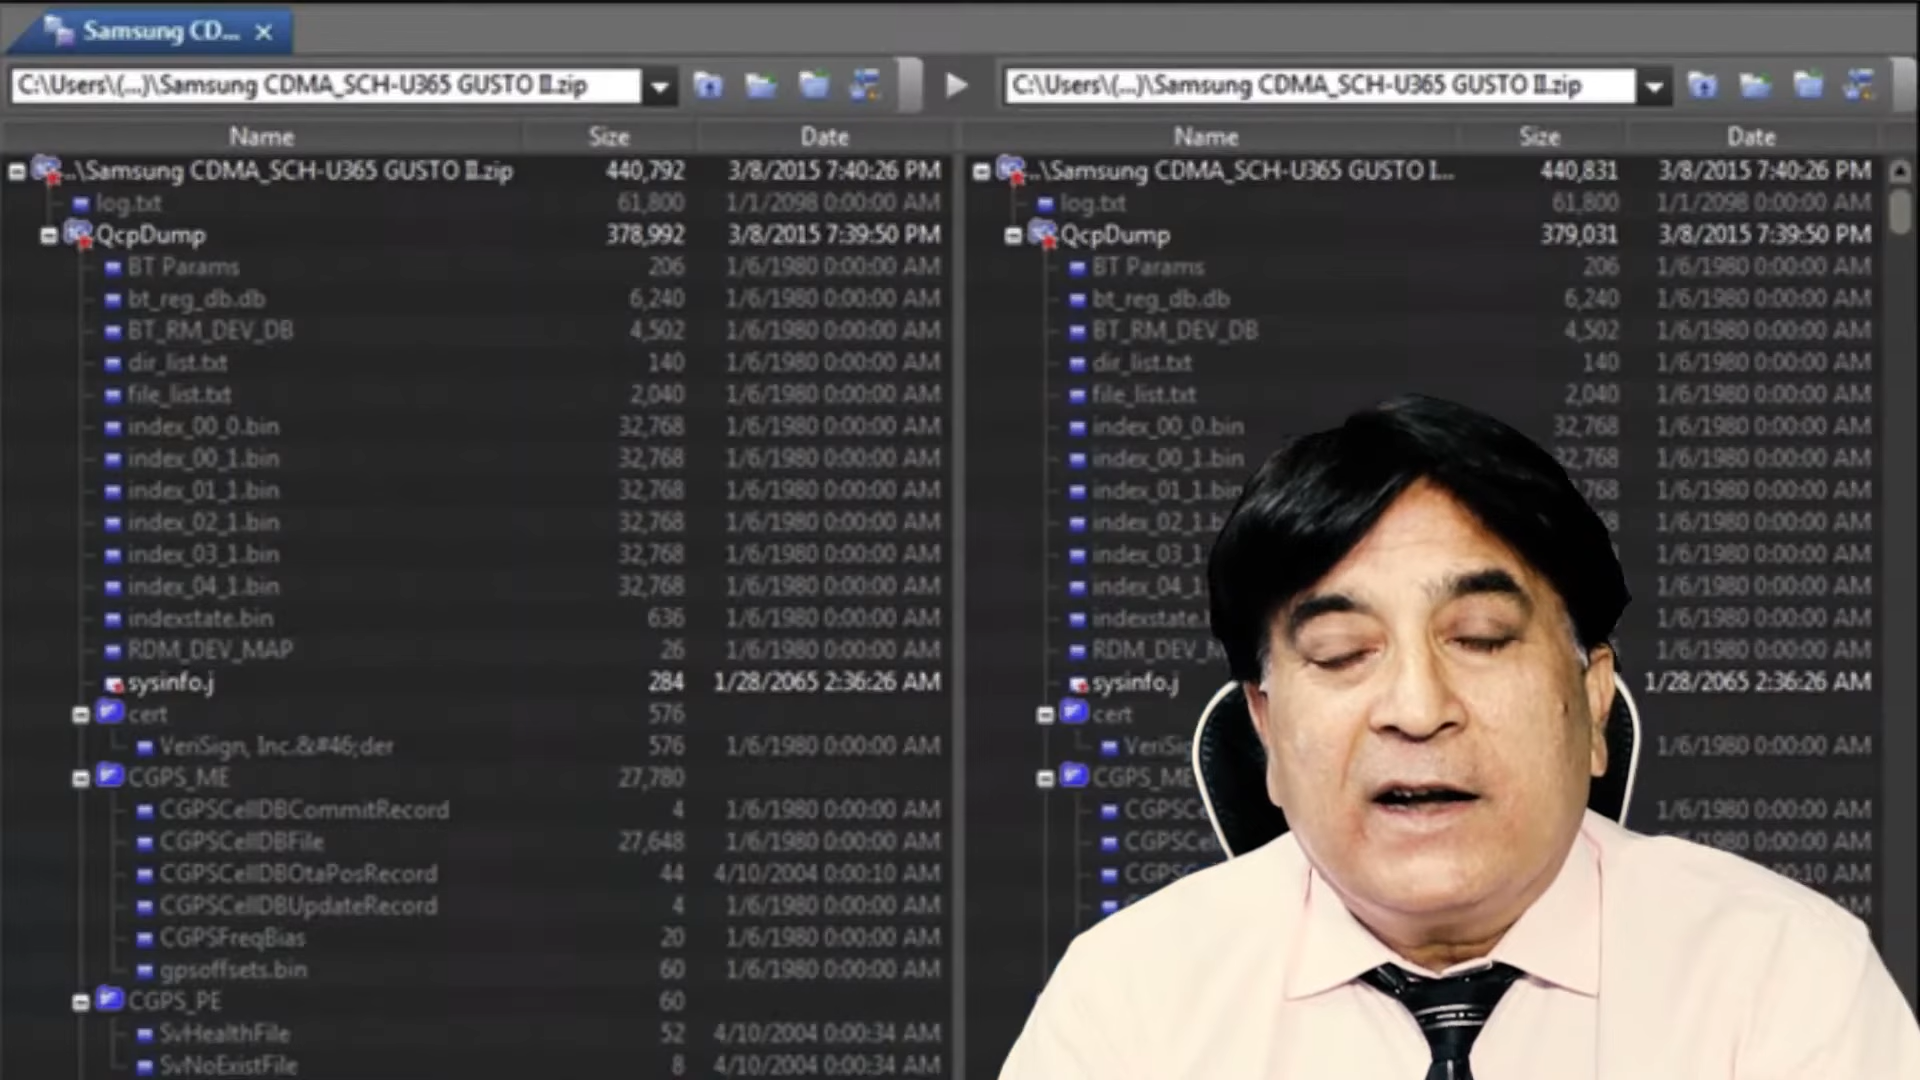 Samsung CD...
C:\Users\(...)\Samsung CDMA_SCH-U365 GUSTO II.zip
C:\Users\(...)\Samsung CDMA_SCH-U365 GUSTO II.zip
Name Size Date Name Size Date
..\Samsung CDMA_SCH-U365 GUSTO II.zip 440,792 3/8/2015 7:40:26 PM ..\Samsung CDMA_SCH-U365 GUSTO I... 440,831 3/8/2015 7:40:26 PM
log.txt 61,800 1/1/2098 0:00:00 AM log.txt 61,800 1/1/2098 0:00:00 AM
QcpDump 378,992 3/8/2015 7:39:50 PM QcpDump 379,031 3/8/2015 7:39:50 PM
BT Params 206 1/6/1980 0:00:00 AM BT Params 206 1/6/1980 0:00:00 AM
bt_reg_db.db 6,240 1/6/1980 0:00:00 AM bt_reg_db.db 6,240 1/6/1980 0:00:00 AM
BT_RM_DEV_DB 4,502 1/6/1980 0:00:00 AM BT_RM_DEV_DB 4,502 1/6/1980 0:00:00 AM
dir_list.txt 140 1/6/1980 0:00:00 AM dir_list.txt 140 1/6/1980 0:00:00 AM
file_list.txt 2,040 1/6/1980 0:00:00 AM file_list.txt 2,040 1/6/1980 0:00:00 AM
index_00_0.bin 32,768 1/6/1980 0:00:00 AM index_00_0.bin 32,768 1/6/1980 0:00:00 AM
index_00_1.bin 32,768 1/6/1980 0:00:00 AM index_00_1.bin 32,768 1/6/1980 0:00:00 AM
index_01_1.bin 32,768 1/6/1980 0:00:00 AM index_01_1.bin 768 1/6/1980 0:00:00 AM
index_02_1.bin 32,768 1/6/1980 0:00:00 AM index_02_1.b 8 1/6/1980 0:00:00 AM
index_03_1.bin 32,768 1/6/1980 0:00:00 AM index_03_1 1/6/1980 0:00:00 AM
index_04_1.bin 32,768 1/6/1980 0:00:00 AM index_04_1. 1/6/1980 0:00:00 AM
indexstate.bin 636 1/6/1980 0:00:00 AM indexstate. 1/6/1980 0:00:00 AM
RDM_DEV_MAP 26 1/6/1980 0:00:00 AM RDM_DEV_M 1/6/1980 0:00:00 AM
sysinfo.j 284 1/28/2065 2:36:26 AM sysinfo.j 1/28/2065 2:36:26 AM
cert 576 cert
VeriSign, Inc.&#46;der 576 1/6/1980 0:00:00 AM VeriSig 1/6/1980 0:00:00 AM
CGPS_ME 27,780 CGPS_ME
CGPSCellDBCommitRecord 4 1/6/1980 0:00:00 AM CGPSCe 1/6/1980 0:00:00 AM
CGPSCellDBFile 27,648 1/6/1980 0:00:00 AM CGPSCel 0:00:00 AM
CGPSCellDBOtaPosRecord 44 4/10/2004 0:00:10 AM CGPSC 0:10 AM
CGPSCellDBUpdateRecord 4 1/6/1980 0:00:00 AM AM
CGPSFreqBias 20 1/6/1980 0:00:00 AM
gpsoffsets.bin 60 1/6/1980 0:00:00 AM
CGPS_PE 60
SvHealthFile 52 4/10/2004 0:00:34 AM
SvNoExistFile 8 4/10/2004 0:00:34 AM